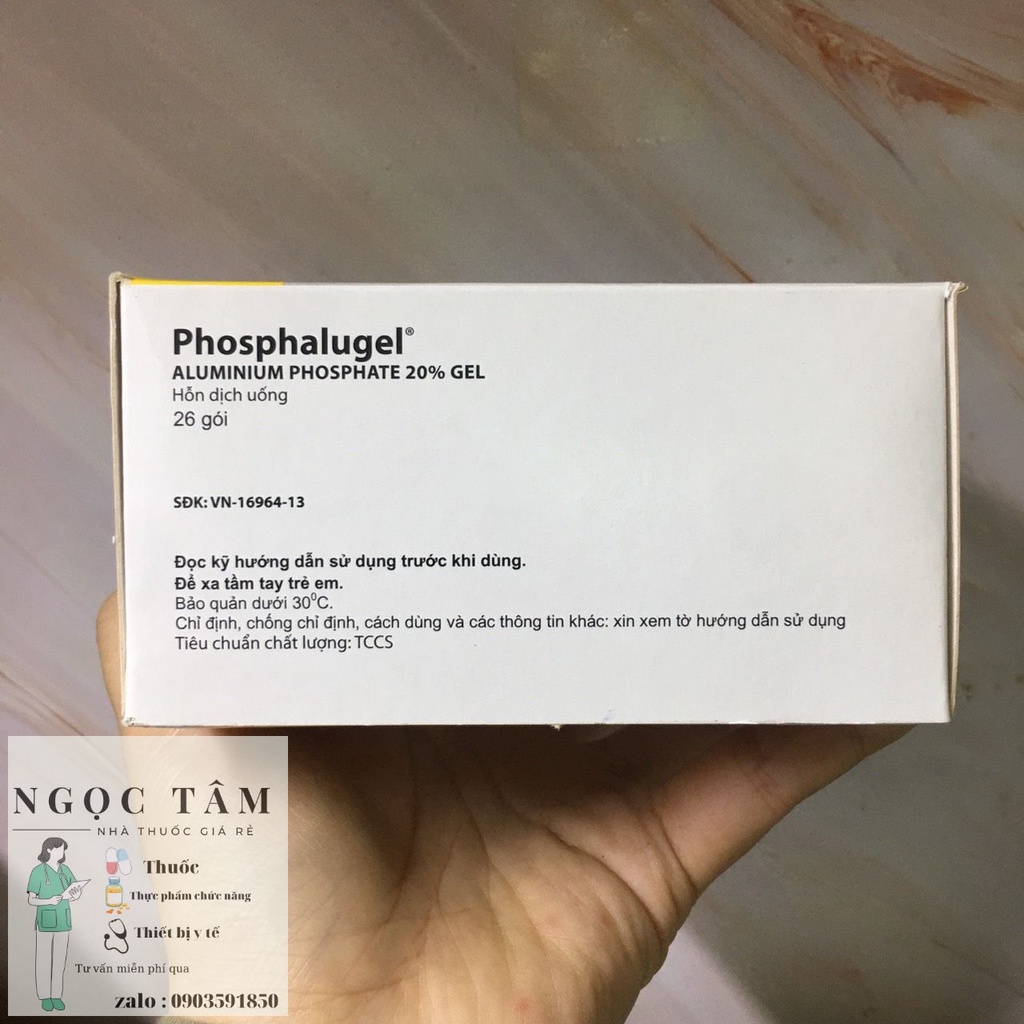 Phosphalugel®
ALUMINIUM PHOSPHATE 20% GEL
Hỗn dịch uống
26 gói
SĐK: VN-16964-13
Đọc kỹ hướng dẫn sử dụng trước khi dùng.
Để xa tầm tay trẻ em.
Bảo quản dưới 30⁰C.
Chỉ định, chống chỉ định, cách dùng và các thông tin khác: xin xem tờ hướng dẫn sử dụng
Tiêu chuẩn chất lượng: TCCS
NGỌC TÂM
NHÀ THUỐC GIÁ RẺ
Thuốc
Thực phẩm chức năng
Thiết bị y tế
Tư vấn miễn phí qua
zalo : 0903591850